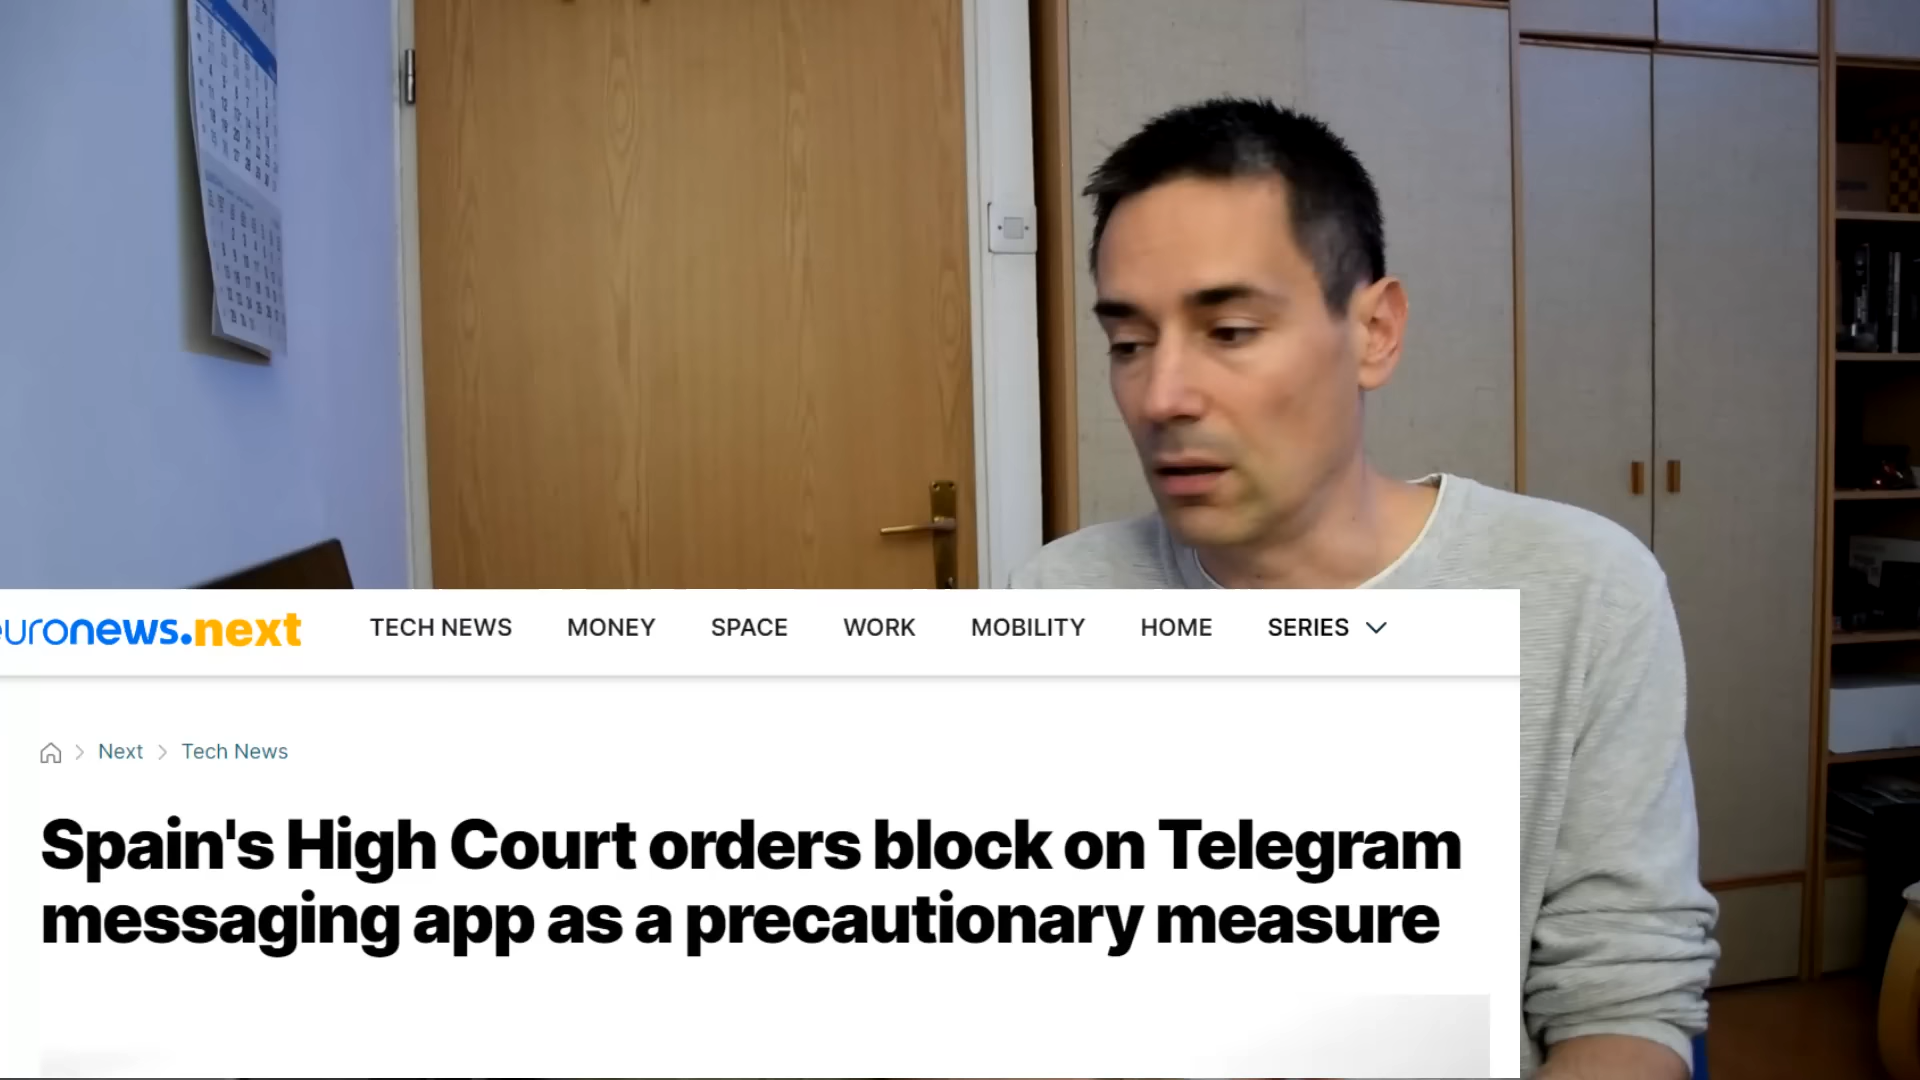 euronews.next
TECH NEWS MONEY SPACE WORK MOBILITY HOME SERIES
Next Tech News
Spain's High Court orders block on Telegram
messaging app as a precautionary measure